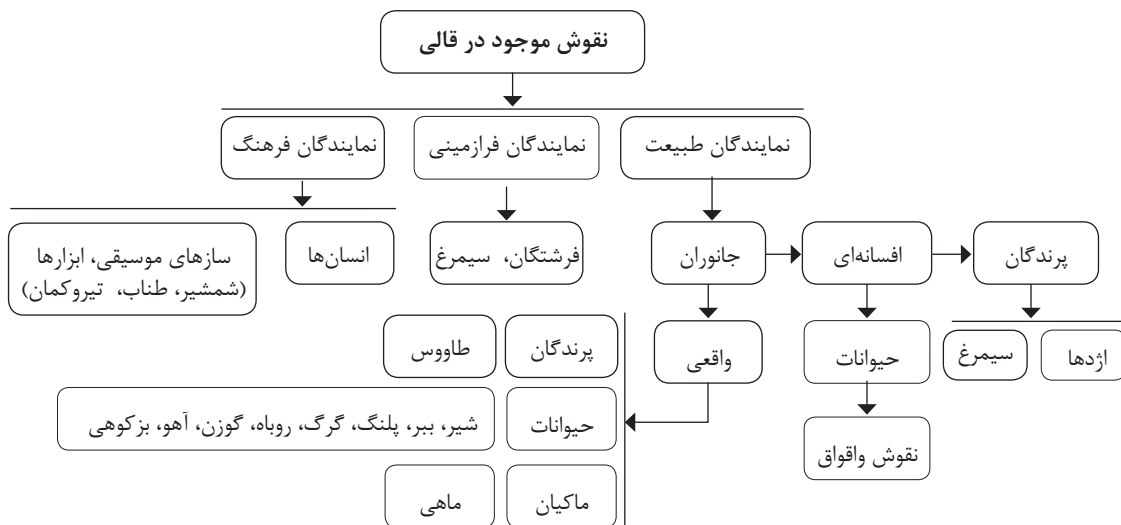 نقوش موجود در قالی
نمایندگان طبیعت
نمایندگان فرازمینی
نمایندگان فرهنگ
پرندگان
افسانه‌ای
جانوران
فرشتگان، سیمرغ
انسان‌ها
سازهای موسیقی، ابزارها
(شمشیر، طناب، تیروکمان)
اژدها
سیمرغ
حیوانات
واقعی
پرندگان
طاووس
نقوش واقواق
حیوانات
شیر، ببر، پلنگ، گرگ، روباه، گوزن، آهو، بزکوهی
ماکیان
ماهی